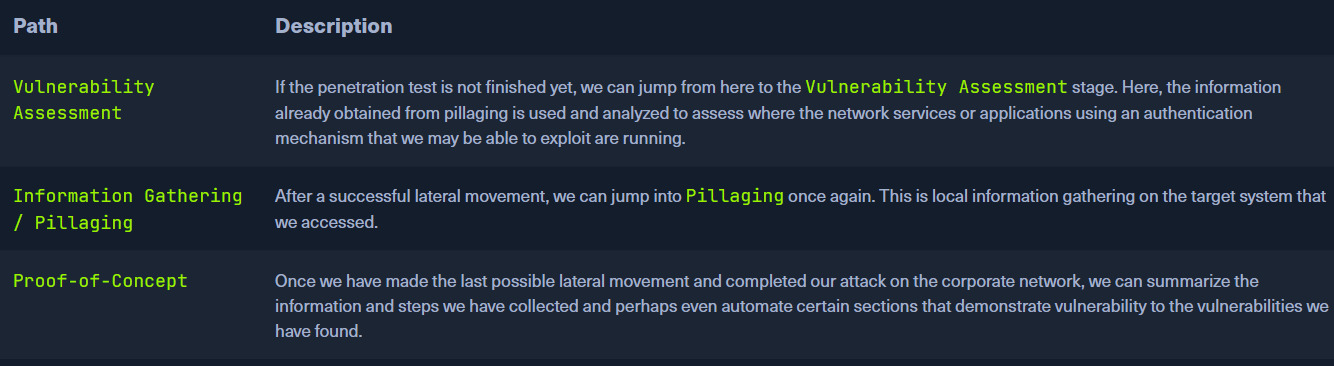 Path Description
Vulnerability Assessment
If the penetration test is not finished yet, we can jump from here to the Vulnerability Assessment stage. Here, the information
already obtained from pillaging is used and analyzed to assess where the network services or applications using an authentication
mechanism that we may be able to exploit are running.
Information Gathering
/ Pillaging
After a successful lateral movement, we can jump into Pillaging once again. This is local information gathering on the target system that
we accessed.
Proof-of-Concept
Once we have made the last possible lateral movement and completed our attack on the corporate network, we can summarize the
information and steps we have collected and perhaps even automate certain sections that demonstrate vulnerability to the vulnerabilities we
have found.